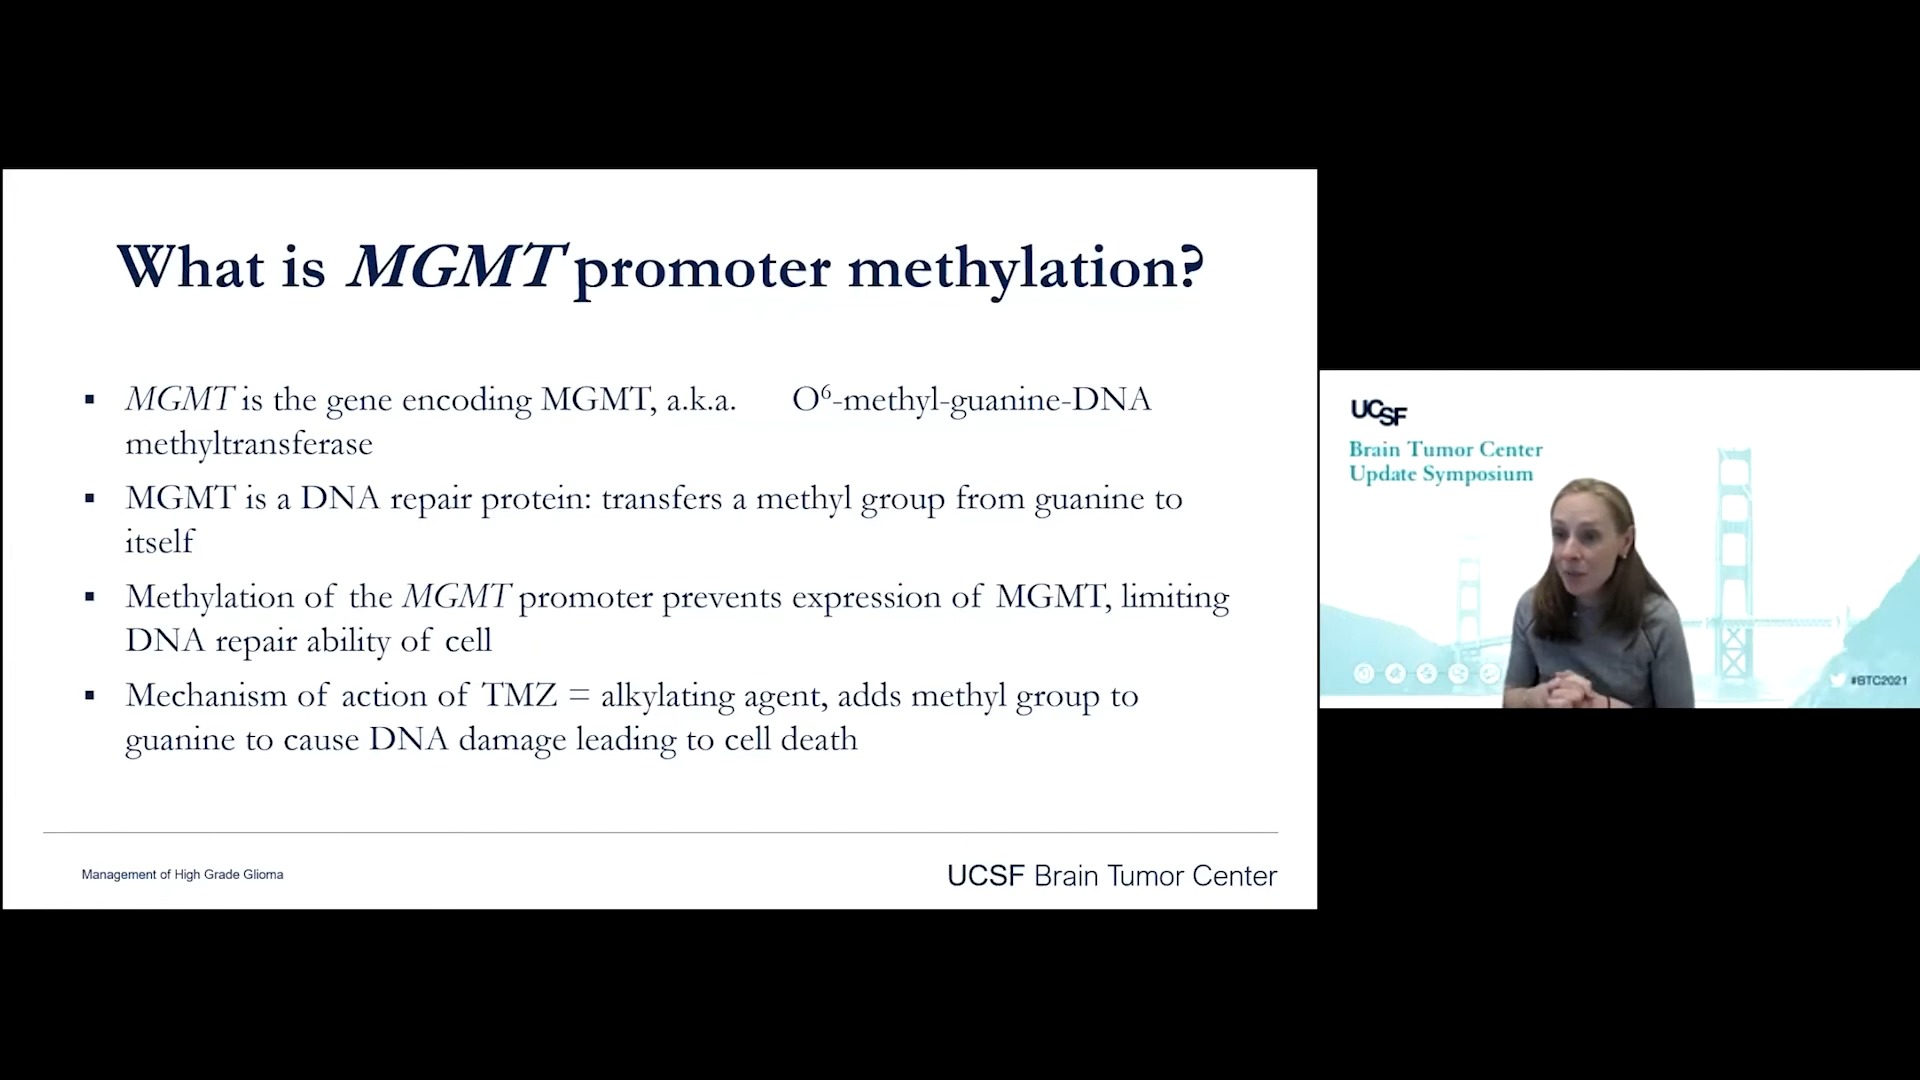 What is MGMT promoter methylation?
▪ MGMT is the gene encoding MGMT, a.k.a. O⁶-methyl-guanine-DNA
methyltransferase
▪ MGMT is a DNA repair protein: transfers a methyl group from guanine to
itself
▪ Methylation of the MGMT promoter prevents expression of MGMT, limiting
DNA repair ability of cell
▪ Mechanism of action of TMZ = alkylating agent, adds methyl group to
guanine to cause DNA damage leading to cell death
Management of High Grade Glioma
UCSF Brain Tumor Center
UCSF
Brain Tumor Center
Update Symposium
#BTC2021